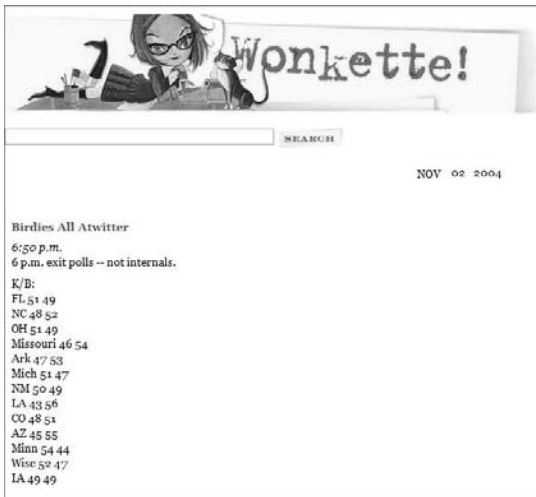 Wonkette!
SEARCH
NOV 02 2004
Birdies All Atwitter
6:50 p.m.
6 p.m. exit polls -- not internals.
K/B:
FL 51 49
NC 48 52
OH 51 49
Missouri 46 54
Ark 47 53
Mich 51 47
NM 50 49
LA 43 56
CO 48 51
AZ 45 55
Minn 54 44
Wisc 52 47
IA 49 49